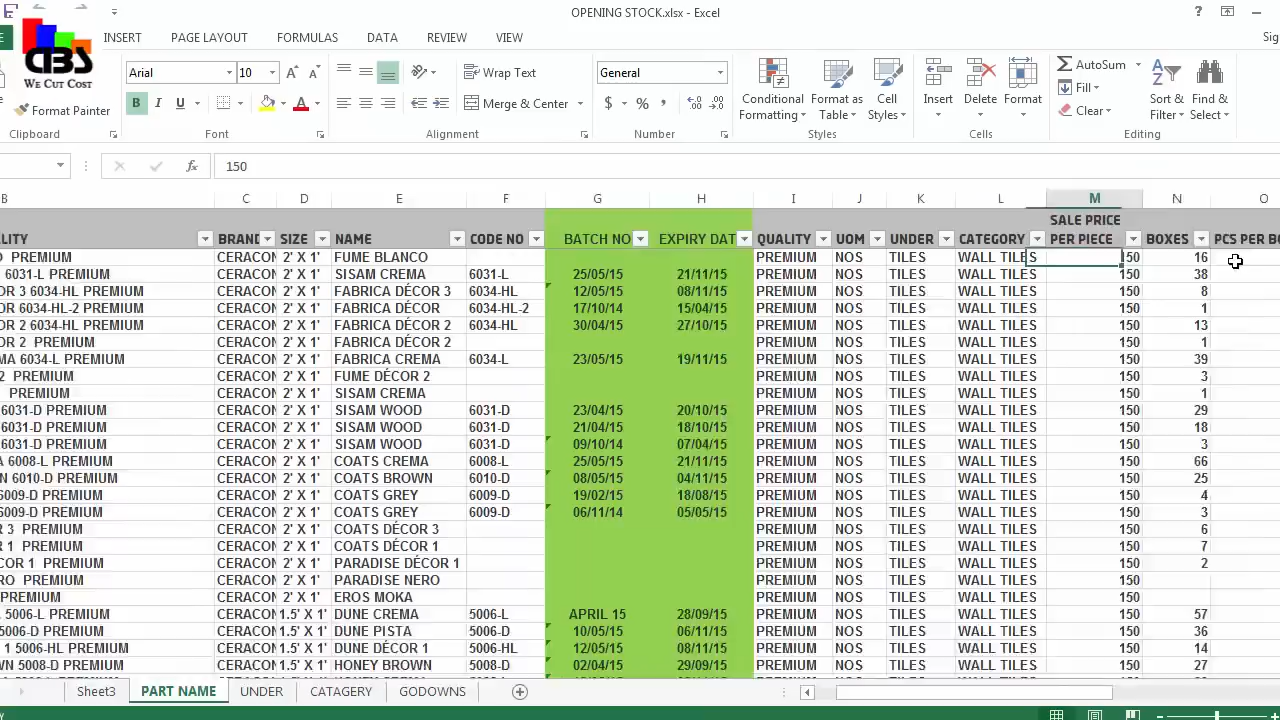 OPENING STOCK.xlsx - Excel
?
INSERT PAGE LAYOUT FORMULAS DATA REVIEW VIEW Sig
DBS
WE CUT COST
Format Painter
Clipboard
Arial 10
B I U A
Font
Wrap Text
Merge & Center
Alignment
General
$ % ,
Number
Conditional Formatting Format as Table Cell Styles
Styles
Insert Delete Format
Cells
AutoSum
Fill
Clear
Sort & Filter Find & Select
Editing
fx 150
B C D E F G H I J K L M N O
SALE PRICE
LITY BRAND SIZE NAME CODE NO BATCH NO EXPIRY DAT QUALITY UOM UNDER CATEGORY PER PIECE BOXES PCS PER BO
O PREMIUM CERACON 2' X 1' FUME BLANCO PREMIUM NOS TILES WALL TILES 150 16
6031-L PREMIUM CERACON 2' X 1' SISAM CREMA 6031-L 25/05/15 21/11/15 PREMIUM NOS TILES WALL TILES 150 38
OR 3 6034-HL PREMIUM CERACON 2' X 1' FABRICA DÉCOR 3 6034-HL 12/05/15 08/11/15 PREMIUM NOS TILES WALL TILES 150 8
OR 6034-HL-2 PREMIUM CERACON 2' X 1' FABRICA DÉCOR 6034-HL-2 17/10/14 15/04/15 PREMIUM NOS TILES WALL TILES 150 1
OR 2 6034-HL PREMIUM CERACON 2' X 1' FABRICA DÉCOR 2 6034-HL 30/04/15 27/10/15 PREMIUM NOS TILES WALL TILES 150 13
OR 2 PREMIUM CERACON 2' X 1' FABRICA DÉCOR 2 PREMIUM NOS TILES WALL TILES 150 1
MA 6034-L PREMIUM CERACON 2' X 1' FABRICA CREMA 6034-L 23/05/15 19/11/15 PREMIUM NOS TILES WALL TILES 150 39
2 PREMIUM CERACON 2' X 1' FUME DÉCOR 2 PREMIUM NOS TILES WALL TILES 150 3
PREMIUM CERACON 2' X 1' SISAM CREMA PREMIUM NOS TILES WALL TILES 150 1
6031-D PREMIUM CERACON 2' X 1' SISAM WOOD 6031-D 23/04/15 20/10/15 PREMIUM NOS TILES WALL TILES 150 29
6031-D PREMIUM CERACON 2' X 1' SISAM WOOD 6031-D 21/04/15 18/10/15 PREMIUM NOS TILES WALL TILES 150 18
6031-D PREMIUM CERACON 2' X 1' SISAM WOOD 6031-D 09/10/14 07/04/15 PREMIUM NOS TILES WALL TILES 150 3
A 6008-L PREMIUM CERACON 2' X 1' COATS CREMA 6008-L 25/05/15 21/11/15 PREMIUM NOS TILES WALL TILES 150 66
N 6010-D PREMIUM CERACON 2' X 1' COATS BROWN 6010-D 08/05/15 04/11/15 PREMIUM NOS TILES WALL TILES 150 25
6009-D PREMIUM CERACON 2' X 1' COATS GREY 6009-D 19/02/15 18/08/15 PREMIUM NOS TILES WALL TILES 150 4
6009-D PREMIUM CERACON 2' X 1' COATS GREY 6009-D 06/11/14 05/05/15 PREMIUM NOS TILES WALL TILES 150 3
R 3 PREMIUM CERACON 2' X 1' COATS DÉCOR 3 PREMIUM NOS TILES WALL TILES 150 6
R 1 PREMIUM CERACON 2' X 1' COATS DÉCOR 1 PREMIUM NOS TILES WALL TILES 150 7
COR 1 PREMIUM CERACON 2' X 1' PARADISE DÉCOR 1 PREMIUM NOS TILES WALL TILES 150 2
RO PREMIUM CERACON 2' X 1' PARADISE NERO PREMIUM NOS TILES WALL TILES 150
PREMIUM CERACON 2' X 1' EROS MOKA PREMIUM NOS TILES WALL TILES 150
5006-L PREMIUM CERACON 1.5' X 1' DUNE CREMA 5006-L APRIL 15 28/09/15 PREMIUM NOS TILES WALL TILES 150 57
5006-D PREMIUM CERACON 1.5' X 1' DUNE PISTA 5006-D 10/05/15 06/11/15 PREMIUM NOS TILES WALL TILES 150 36
1 5006-HL PREMIUM CERACON 1.5' X 1' DUNE DÉCOR 1 5006-HL 12/05/15 08/11/15 PREMIUM NOS TILES WALL TILES 150 14
WN 5008-D PREMIUM CERACON 1.5' X 1' HONEY BROWN 5008-D 02/04/15 29/09/15 PREMIUM NOS TILES WALL TILES 150 27
Sheet3 PART NAME UNDER CATAGERY GODOWNS